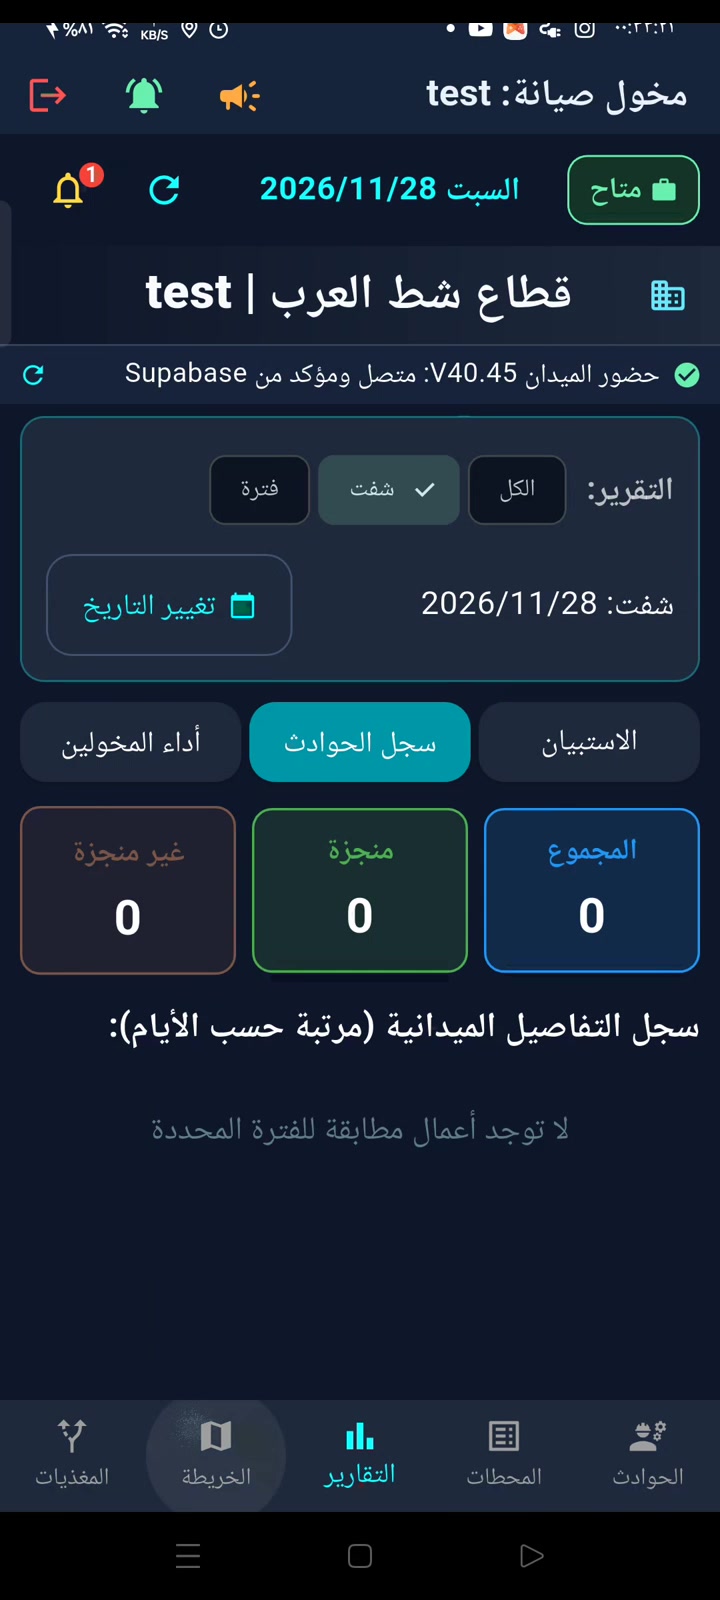 %٨١ KB/S
مخول صيانة: test
متاح السبت 2026/11/28 1
قطاع شط العرب | test
حضور الميدان V40.45: متصل ومؤكد من Supabase
التقرير: الكل شفت فترة
شفت: 2026/11/28 تغيير التاريخ
الاستبيان سجل الحوادث أداء المخولين
المجموع منجزة غير منجزة
0 0 0
سجل التفاصيل الميدانية (مرتبة حسب الأيام):
لا توجد أعمال مطابقة للفترة المحددة
الحوادث المحطات التقارير الخريطة المغذيات